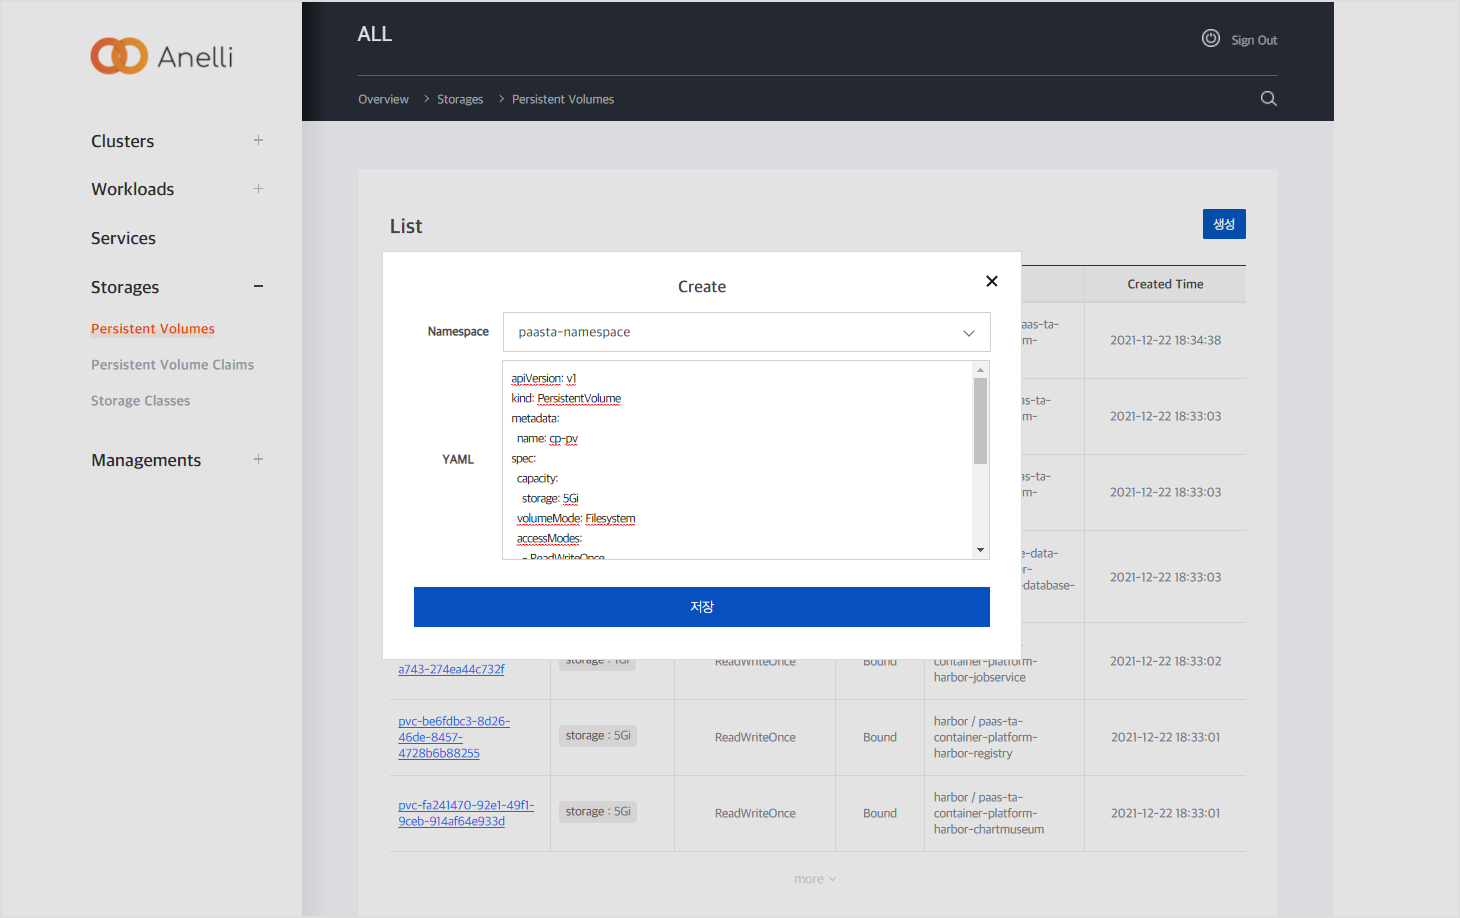 Anelli
ALL
Sign Out
Overview
Storages
Persistent Volumes
Clusters
Workloads
Services
Storages
Persistent Volumes
Persistent Volume Claims
Storage Classes
Managements
List
생성
Create
Namespace
paasta-namespace
YAML
apiVersion: v1
kind: PersistentVolume
metadata:
name: cp-pv
spec:
capacity:
storage: 5Gi
volumeMode: Filesystem
accessModes:
- ReadWriteOnce
저장
Created Time
aas-ta-
m-
2021-12-22 18:34:38
as-ta-
m-
2021-12-22 18:33:03
as-ta-
m-
2021-12-22 18:33:03
e-data-
r-
-database-
2021-12-22 18:33:03
a743-274ea44c732f
storage : 1Gi
ReadWriteOnce
Bound
container-platform-
harbor-jobservice
2021-12-22 18:33:02
pvc-be6fdbc3-8d26-
46de-8457-
4728b6b88255
storage : 5Gi
ReadWriteOnce
Bound
harbor / paas-ta-
container-platform-
harbor-registry
2021-12-22 18:33:01
pvc-fa241470-92e1-49f1-
9ceb-914af64e933d
storage : 5Gi
ReadWriteOnce
Bound
harbor / paas-ta-
container-platform-
harbor-chartmuseum
2021-12-22 18:33:01
more